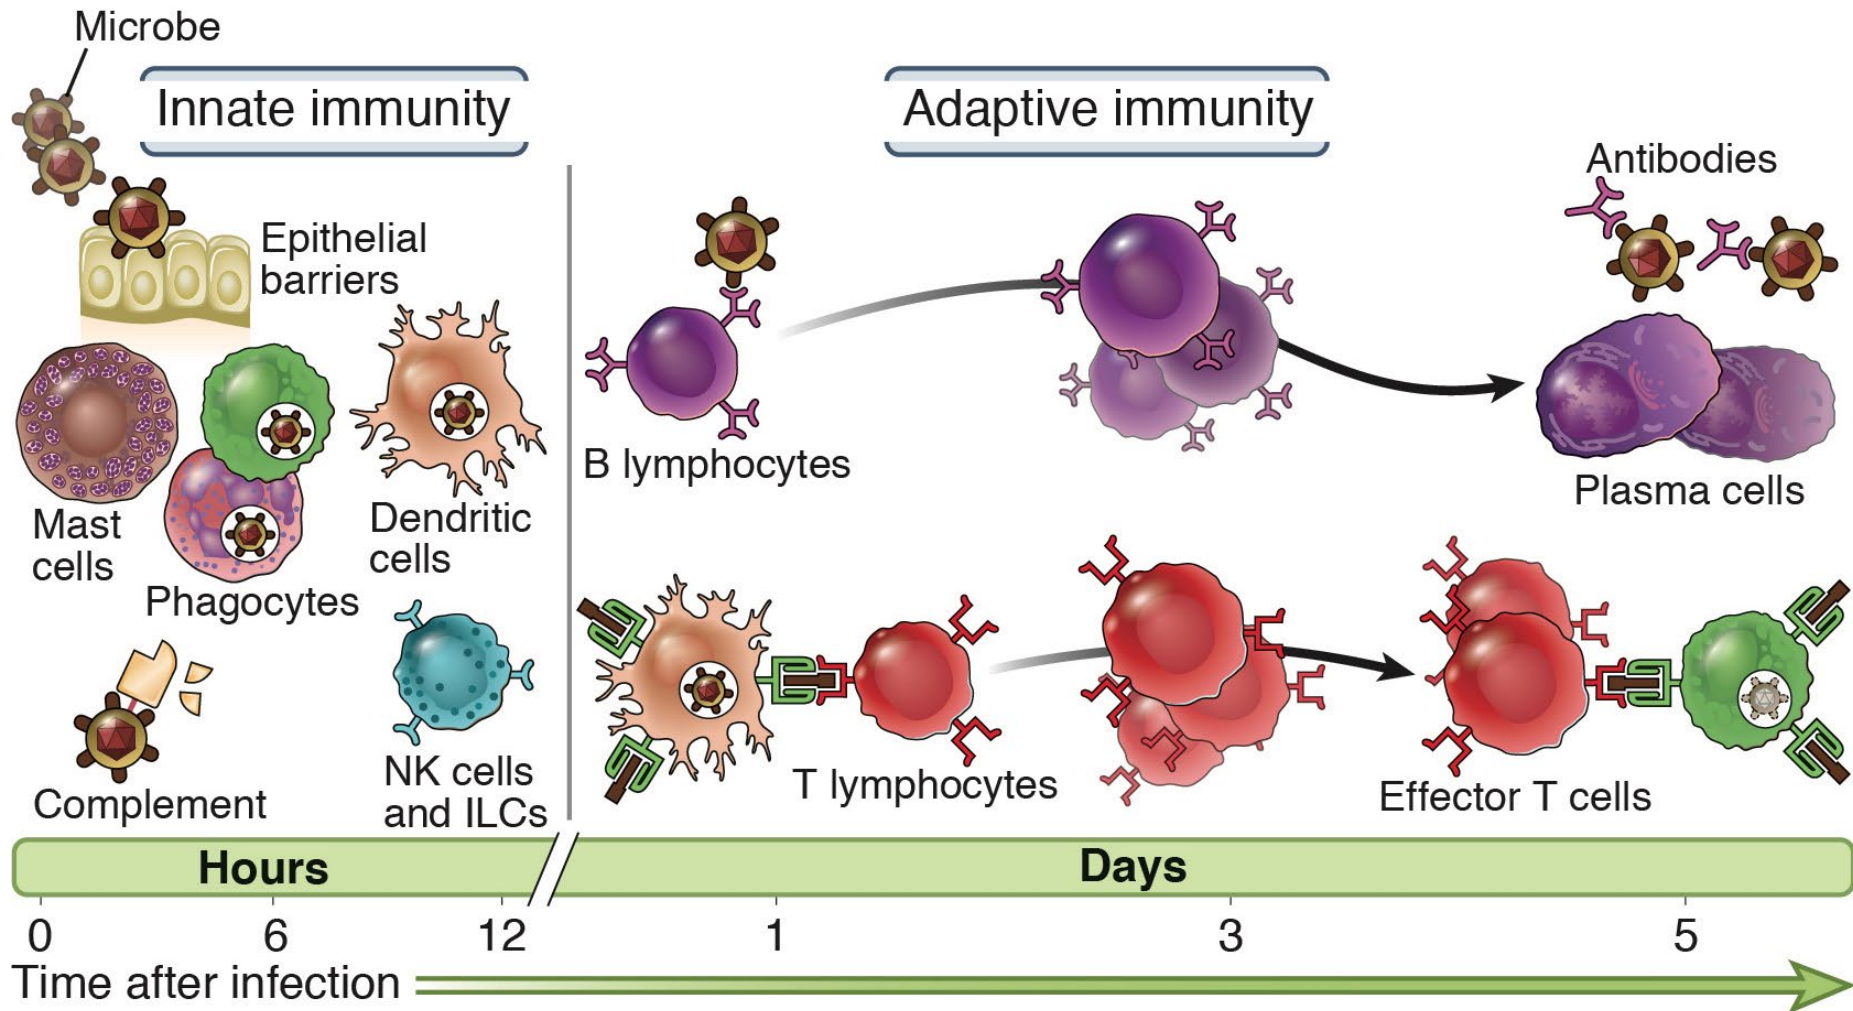 Microbe
Innate immunity
Adaptive immunity
Antibodies
Epithelial
barriers
B lymphocytes
Plasma cells
Mast
cells
Dendritic
cells
Phagocytes
NK cells
and ILCs
T lymphocytes
Effector T cells
Complement
Hours
Days
0 6 12 1 3 5
Time after infection